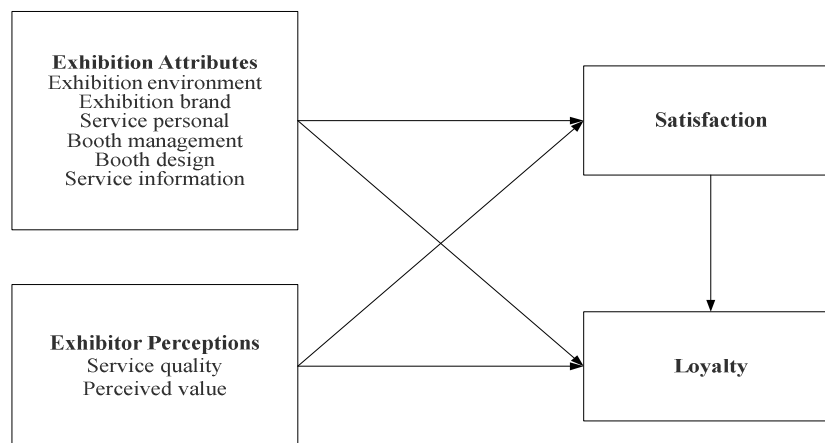 Exhibition Attributes
Exhibition environment
Exhibition brand
Service personal
Booth management
Booth design
Service information
Satisfaction
Exhibitor Perceptions
Service quality
Perceived value
Loyalty